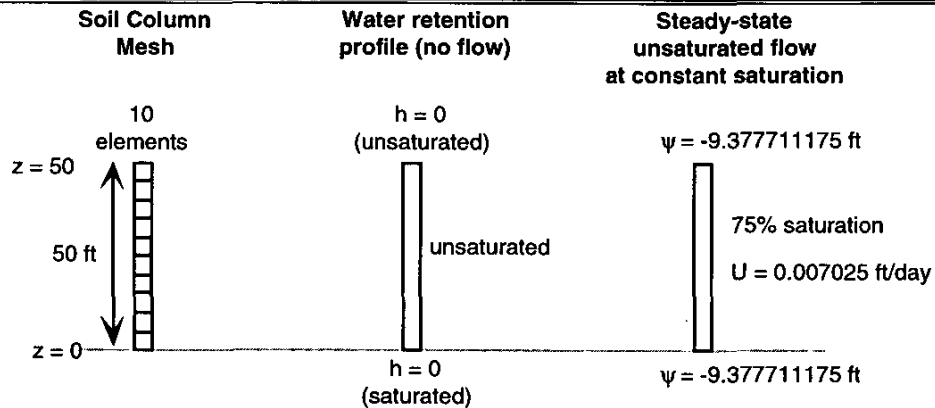 Soil Column
Mesh
Water retention
profile (no flow)
Steady-state
unsaturated flow
at constant saturation
10
elements
h = 0
(unsaturated)
ψ = -9.377711175 ft
z = 50
50 ft
unsaturated
75% saturation
U = 0.007025 ft/day
z = 0
h = 0
(saturated)
ψ = -9.377711175 ft